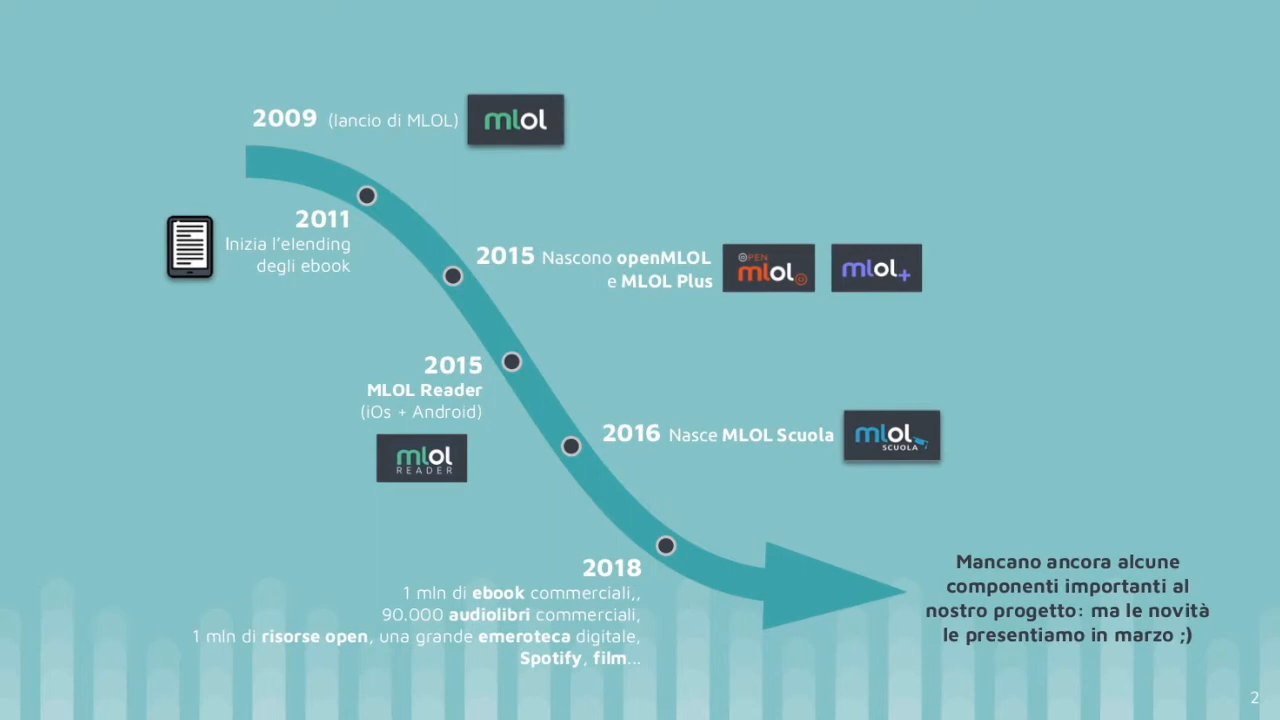 2009 (lancio di MLOL) mlol
2011
Inizia l'elending
degli ebook
2015 Nascono openMLOL
e MLOL Plus
OPEN
mlol
mlol+
2015
MLOL Reader
(iOs + Android)
mlol
READER
2016 Nasce MLOL Scuola
mlol
SCUOLA
2018
1 mln di ebook commerciali,,
90.000 audiolibri commerciali,
1 mln di risorse open, una grande emeroteca digitale,
Spotify, film...
Mancano ancora alcune
componenti importanti al
nostro progetto: ma le novità
le presentiamo in marzo ;)
2